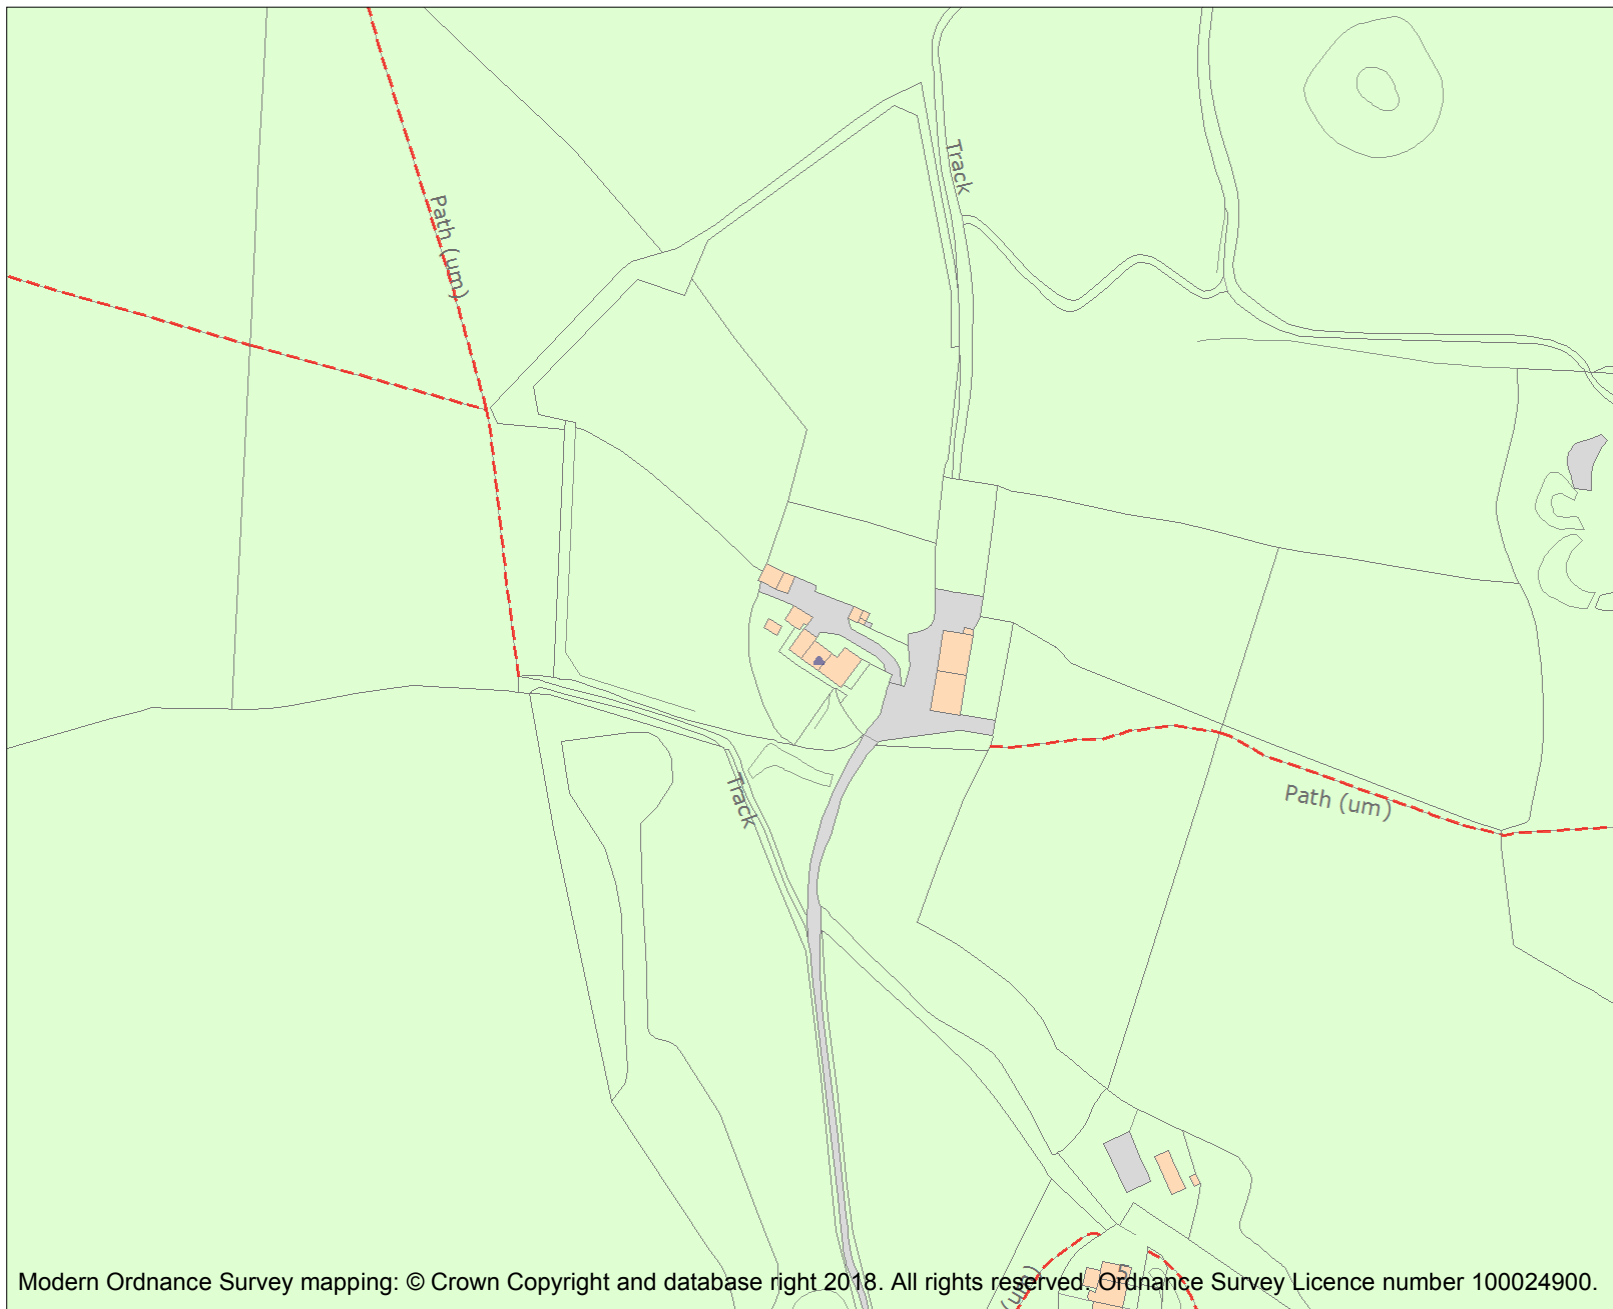 Track
Path (um)
Track
Path (um)
(um)
Modern Ordnance Survey mapping: © Crown Copyright and database right 2018. All rights reserved. Ordnance Survey Licence number 100024900.